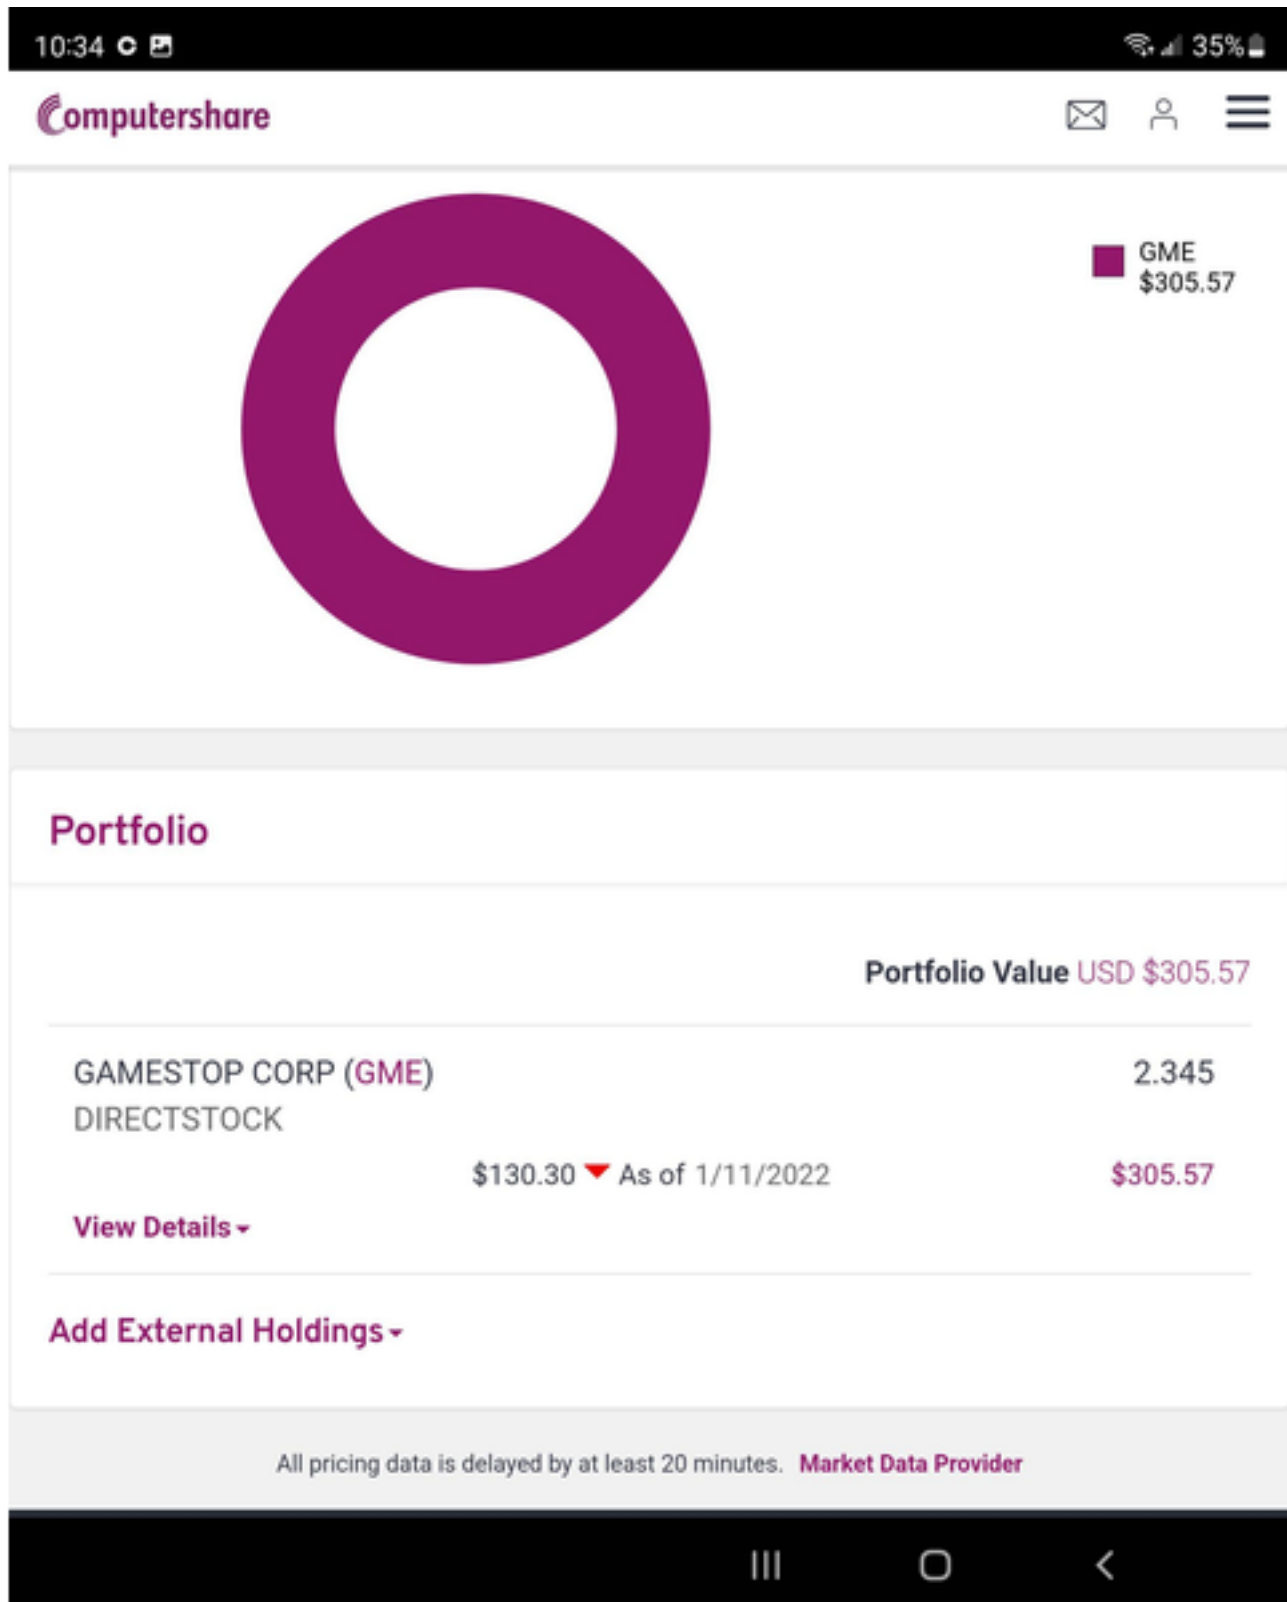 10:34
35%
Computershare
GME
$305.57
Portfolio
Portfolio Value USD $305.57
GAMESTOP CORP (GME) 2.345
DIRECTSTOCK
$130.30 As of 1/11/2022 $305.57
View Details
Add External Holdings
All pricing data is delayed by at least 20 minutes. Market Data Provider